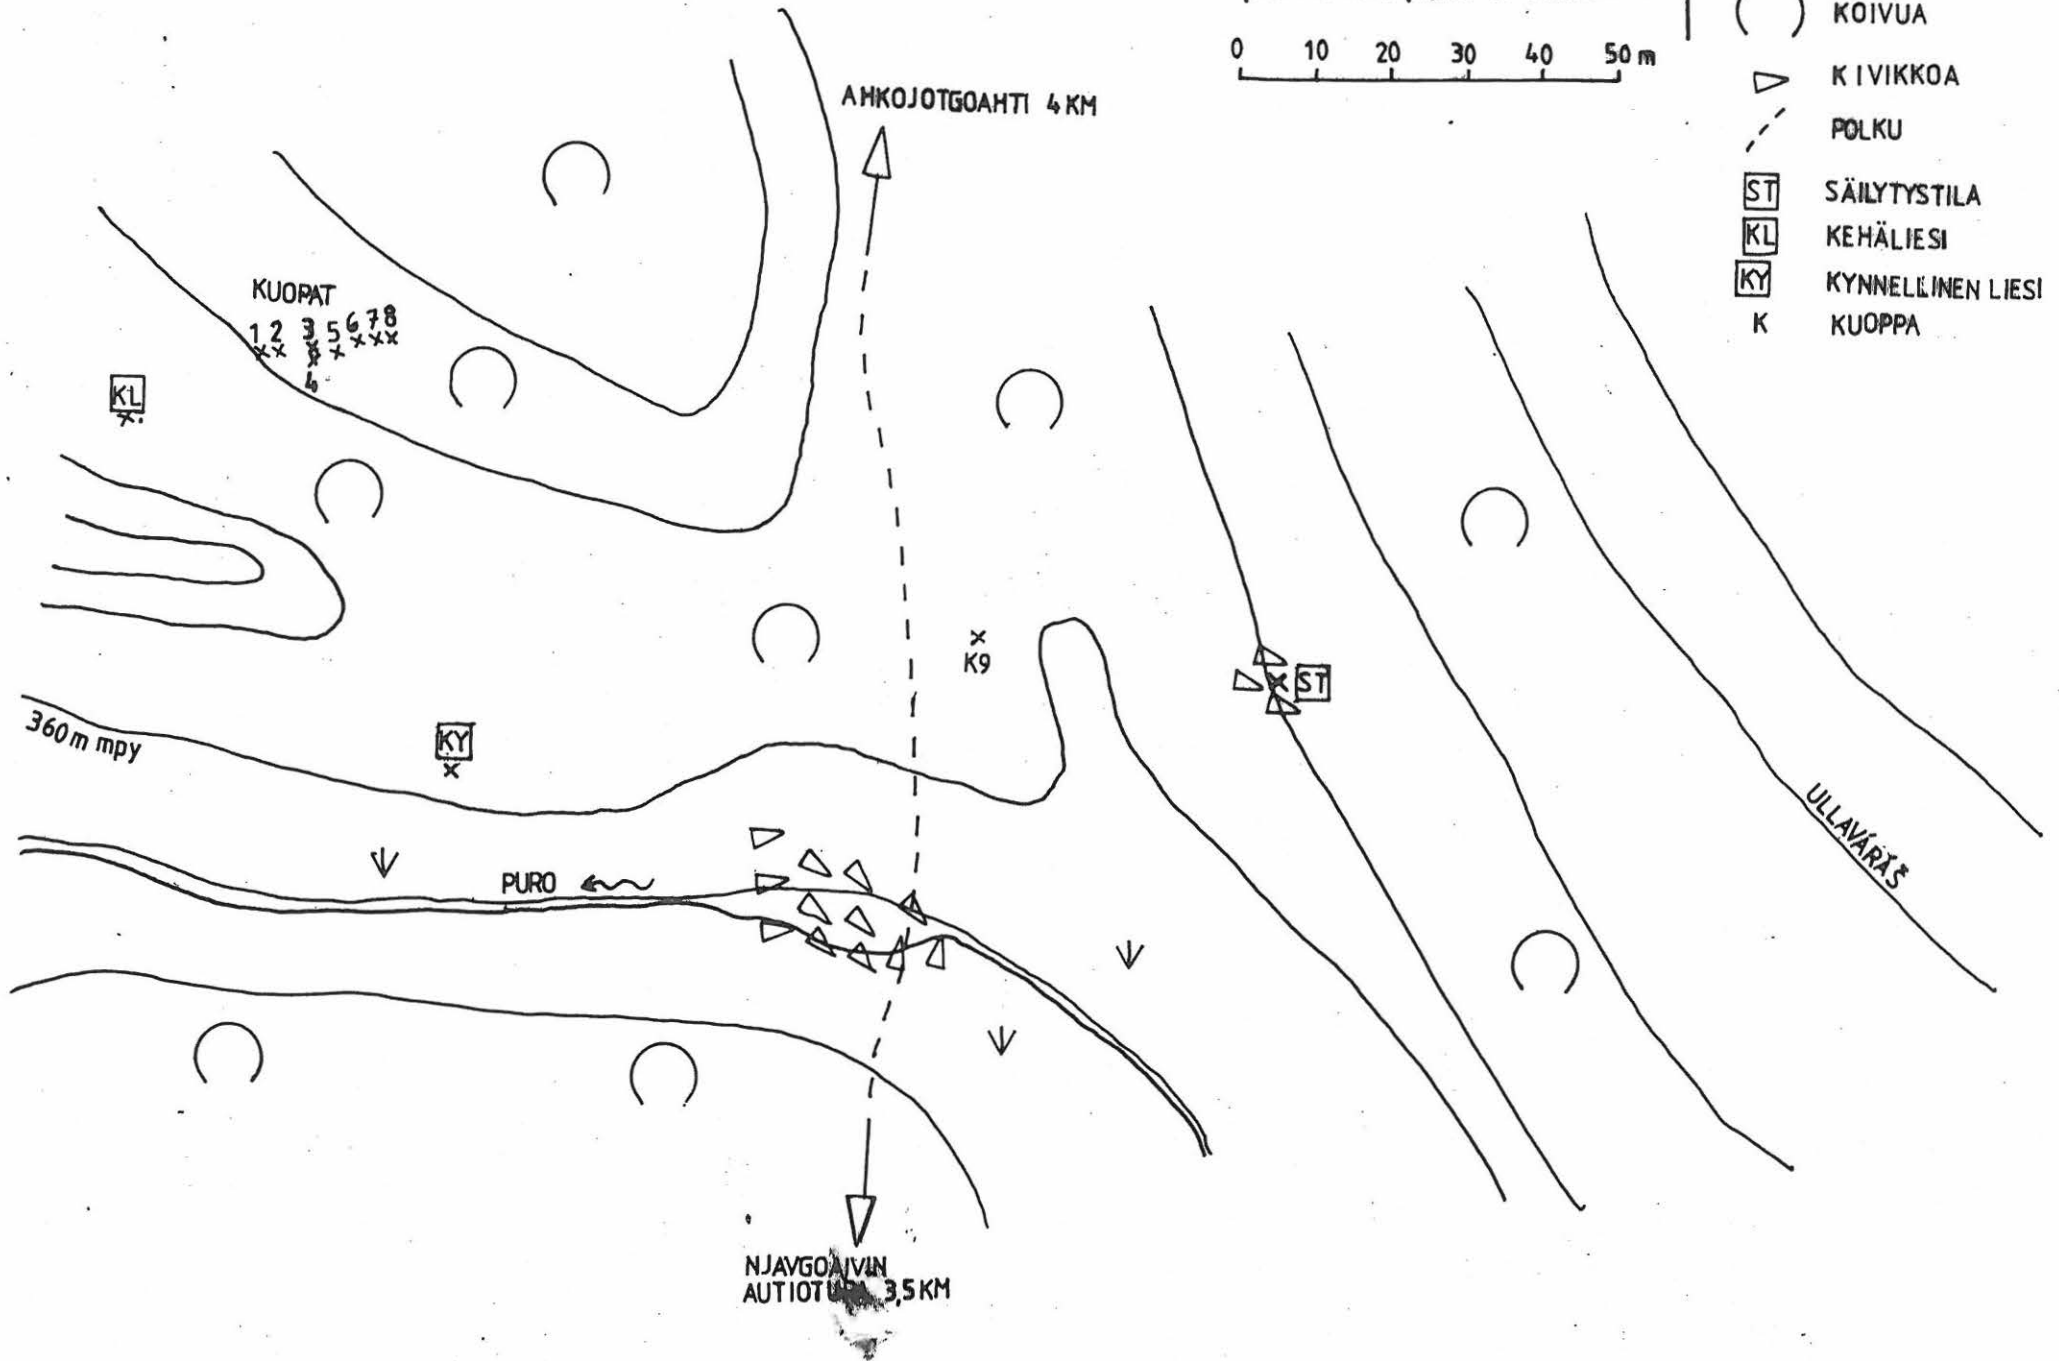 KOIVUA
0 10 20 30 40 50 m
KIVIKKOA
AHKOJOTGOAHTI 4 KM
POLKU
ST SÄILYTYSTILA
KL KEHÄLIESI
KY KYNNELLINEN LIESI
K KUOPPA
KUOPAT
1 2 3 5 6 7 8
4
KL
K9
ST
360 m mpy
KY
ULLAVÁRÁŠ
PURO
NJAVGOAIVIN
AUTIOTUPA 3,5 KM